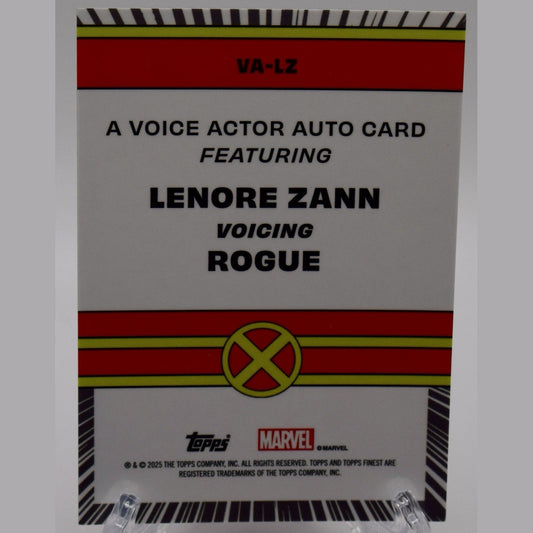 VA-LZ
A VOICE ACTOR AUTO CARD
FEATURING
LENORE ZANN
VOICING
ROGUE
Topps MARVEL © MARVEL
® & © 2025 THE TOPPS COMPANY, INC. ALL RIGHTS RESERVED. TOPPS AND TOPPS FINEST ARE
REGISTERED TRADEMARKS OF THE TOPPS COMPANY, INC.